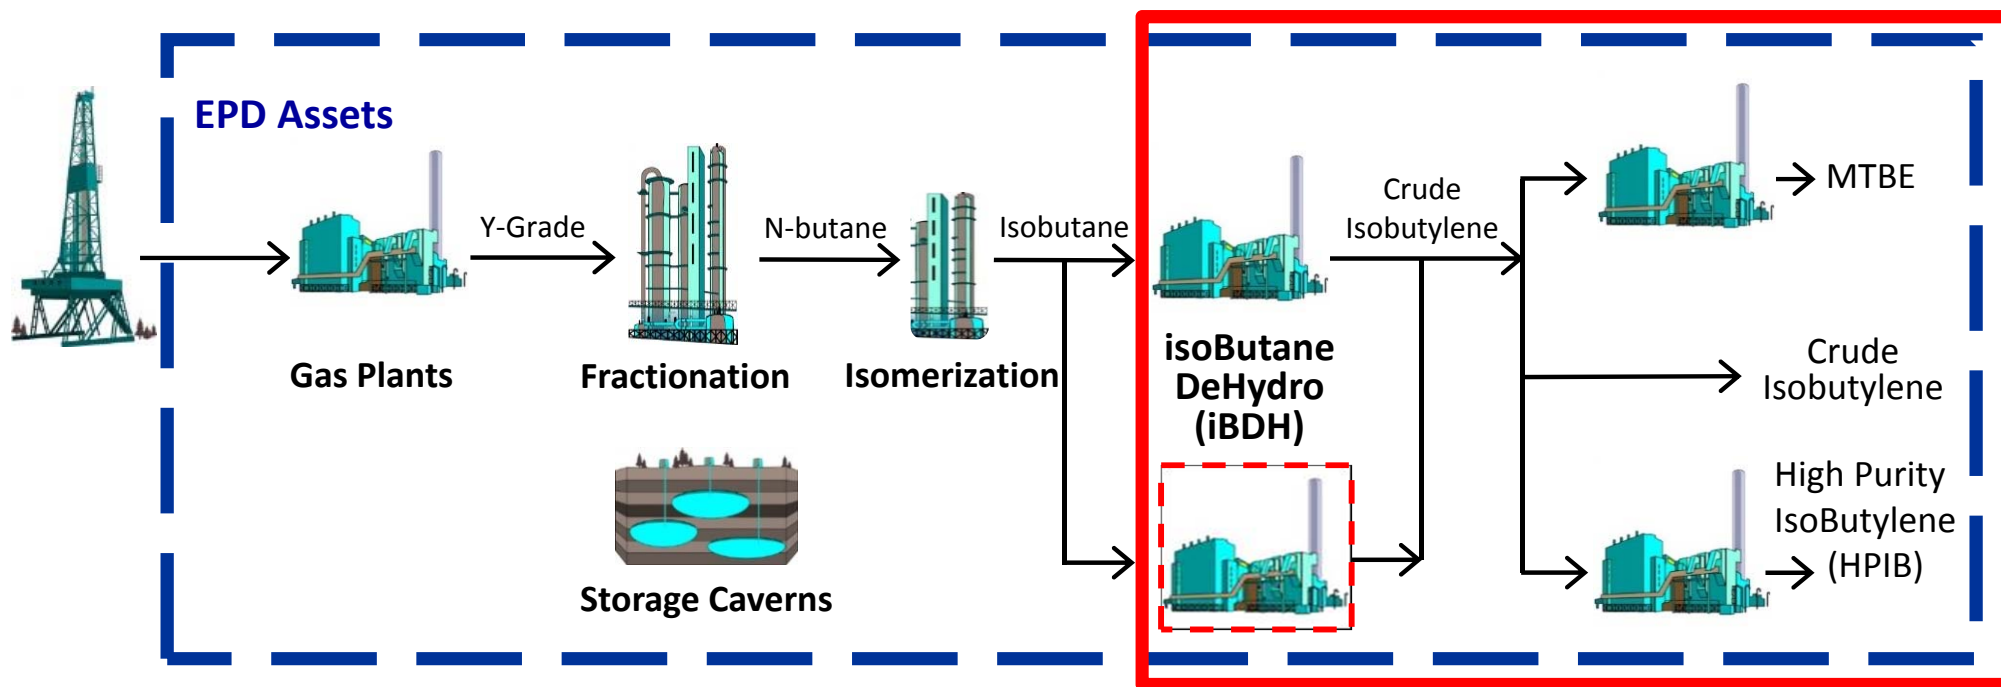 EPD Assets
Y-Grade
N-butane
Isobutane
Crude
Isobutylene
MTBE
Gas Plants
Fractionation
Isomerization
isoButane
DeHydro
(iBDH)
Crude
Isobutylene
Storage Caverns
High Purity
IsoButylene
(HPIB)